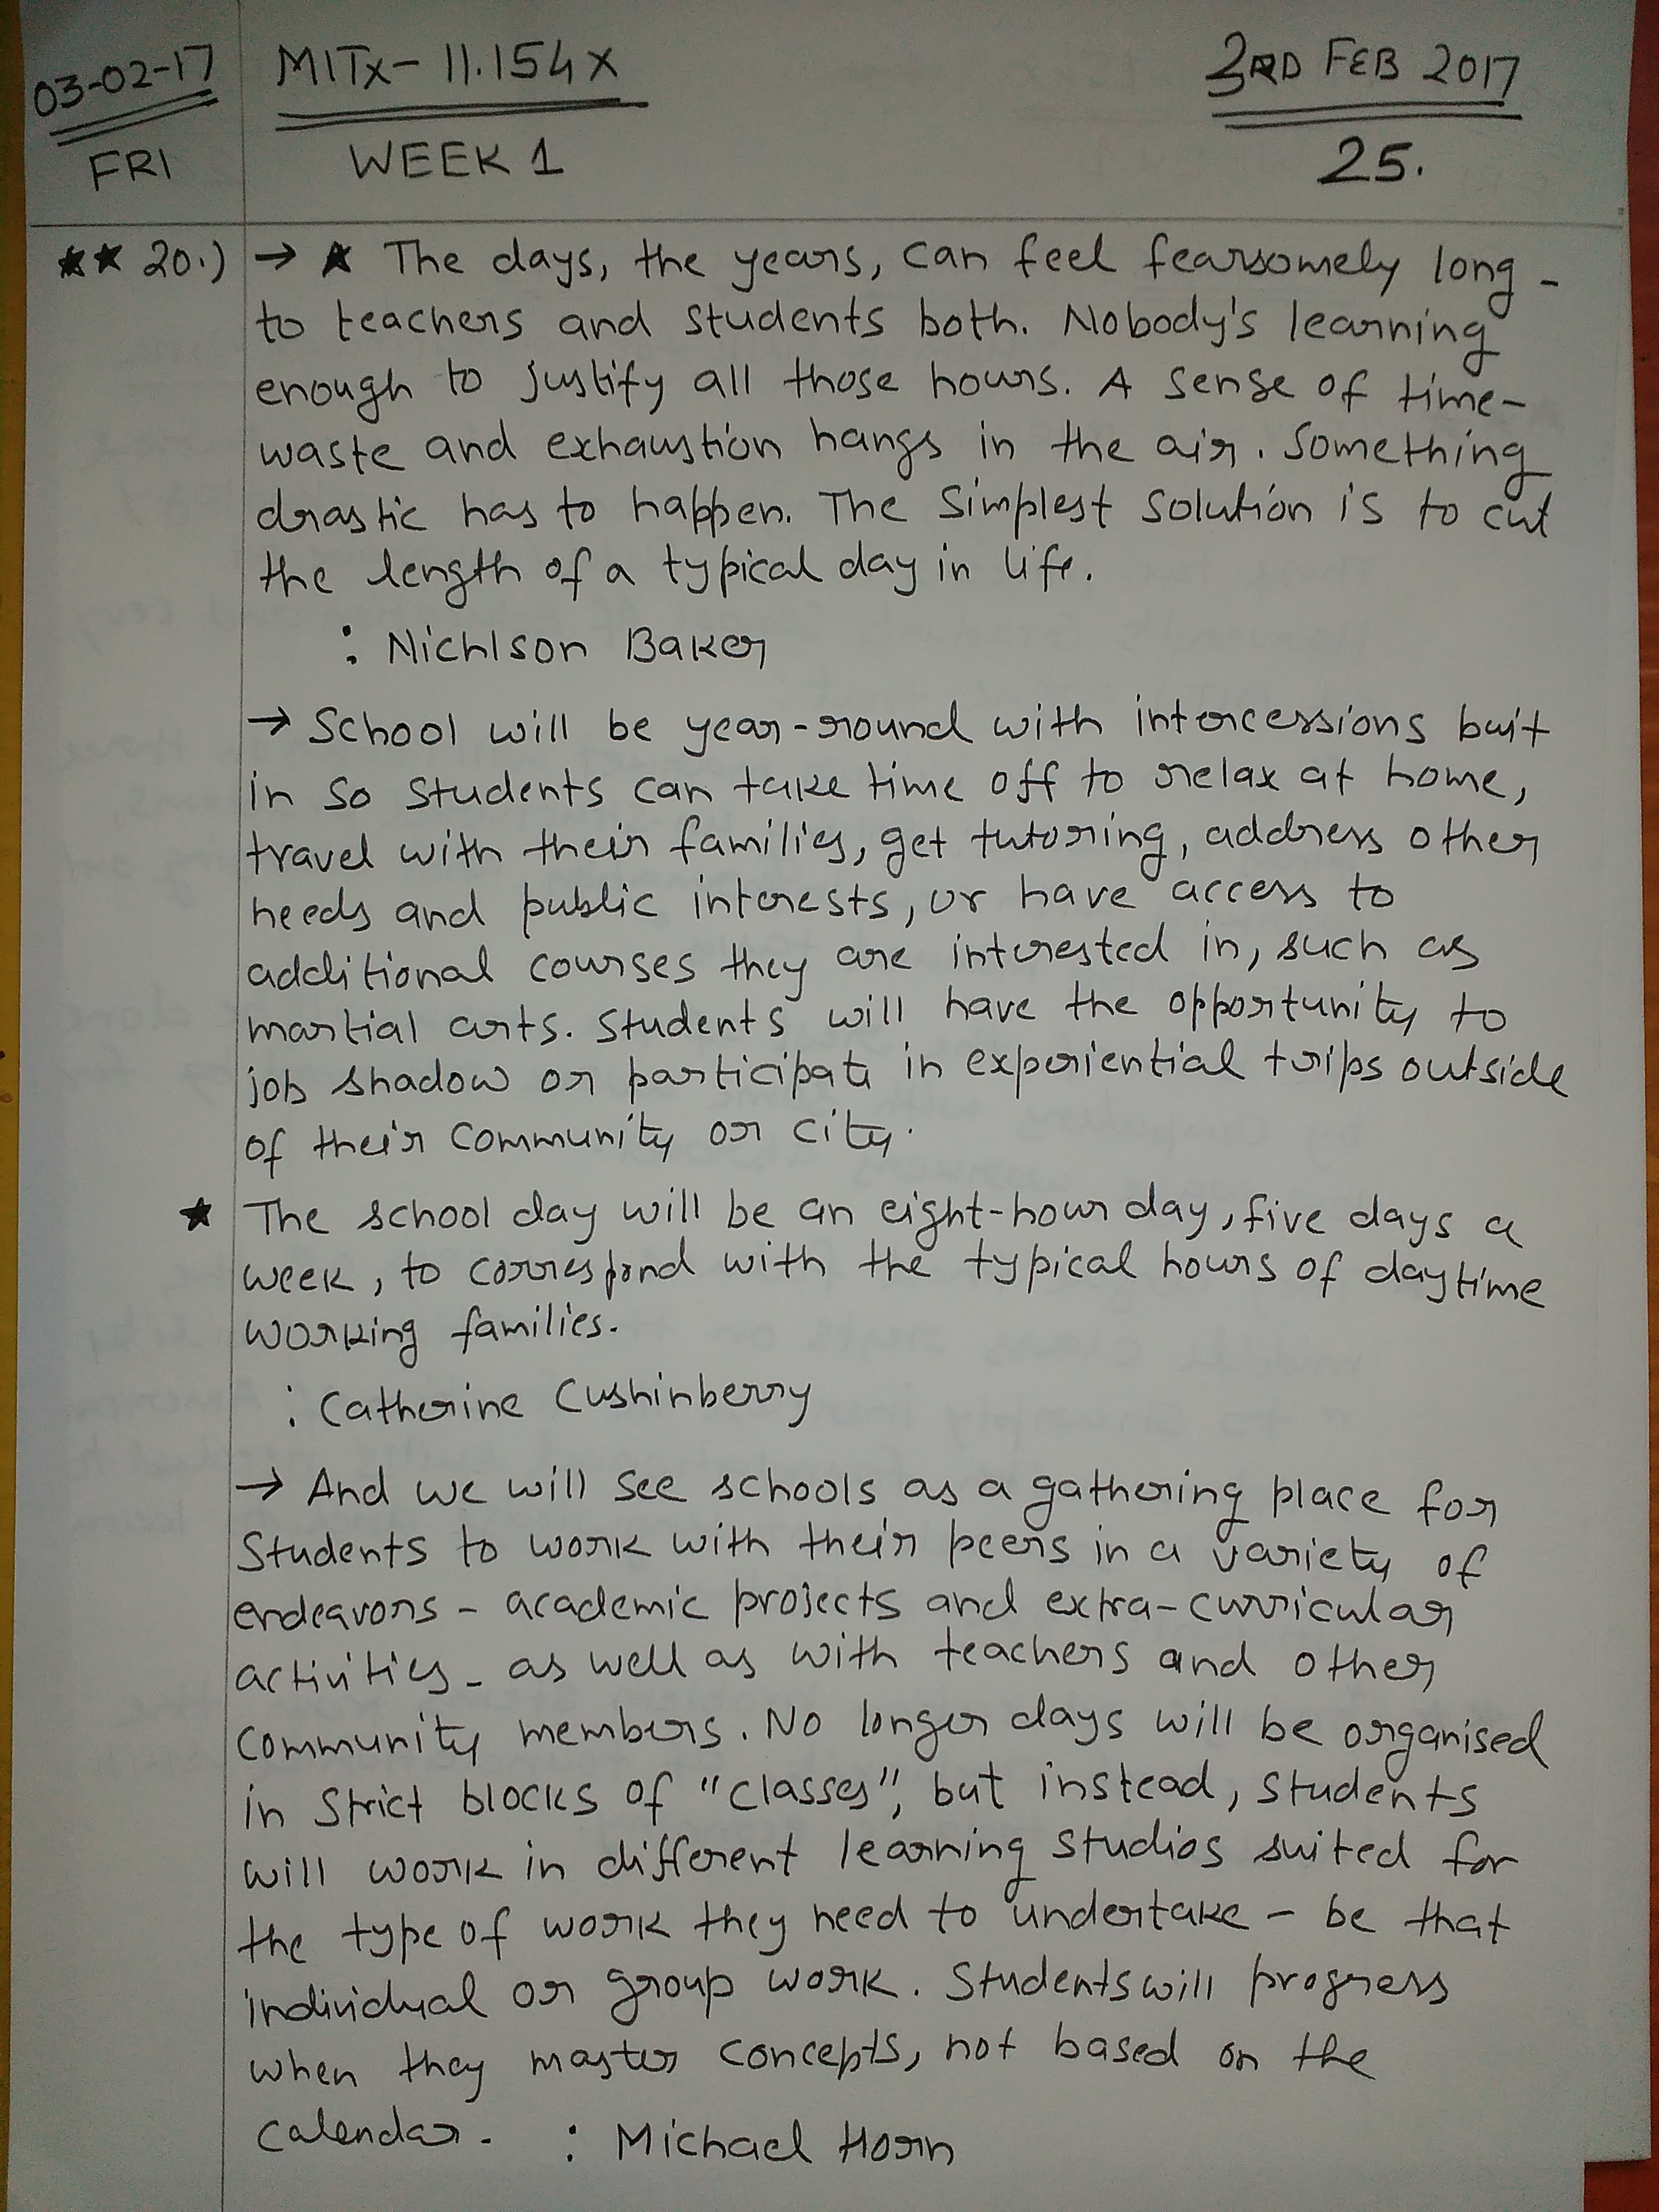 03-02-17
FRI
MITx- 11.154x
WEEK 1
3RD FEB 2017
25.
★★ 20.) → ★ The days, the years, can feel fearsomely long -
to teachers and students both. Nobody's learning
enough to justify all those hours. A sense of time-
waste and exhaustion hangs in the air. Something
drastic has to happen. The simplest solution is to cut
the length of a typical day in life.
: Nichlson Baker
→ School will be year-round with intercessions buit
in so students can take time off to relax at home,
travel with their families, get tutoring, address other
needs and public interests, or have access to
additional courses they are interested in, such as
martial arts. Students will have the opportunity to
job shadow or participate in experiential trips outside
of their community or city.
★ The school day will be an eight-hour day, five days a
week, to correspond with the typical hours of daytime
working families.
: Catherine Cushinberry
→ And we will see schools as a gathering place for
students to work with their peers in a variety of
endeavors - academic projects and extra-curricular
activities - as well as with teachers and other
community members. No longer days will be organised
in strict blocks of "classes", but instead, students
will work in different learning studios suited for
the type of work they need to undertake - be that
individual or group work. Students will progress
when they master concepts, not based on the
calendar. : Michael Horn